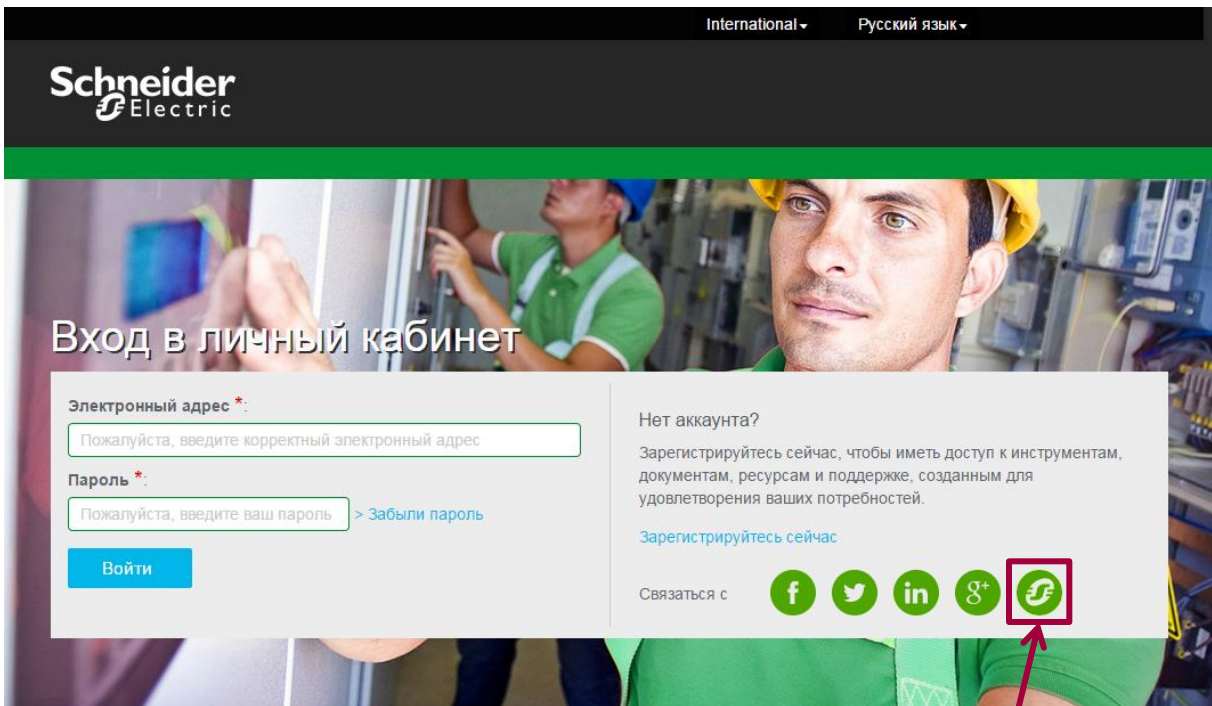 International Русский язык
Schneider
Electric
Вход в личный кабинет
Электронный адрес *:
Пожалуйста, введите корректный электронный адрес
Пароль *:
Пожалуйста, введите ваш пароль > Забыли пароль
Войти
Нет аккаунта?
Зарегистрируйтесь сейчас, чтобы иметь доступ к инструментам,
документам, ресурсам и поддержке, созданным для
удовлетворения ваших потребностей.
Зарегистрируйтесь сейчас
Связаться с f in g+